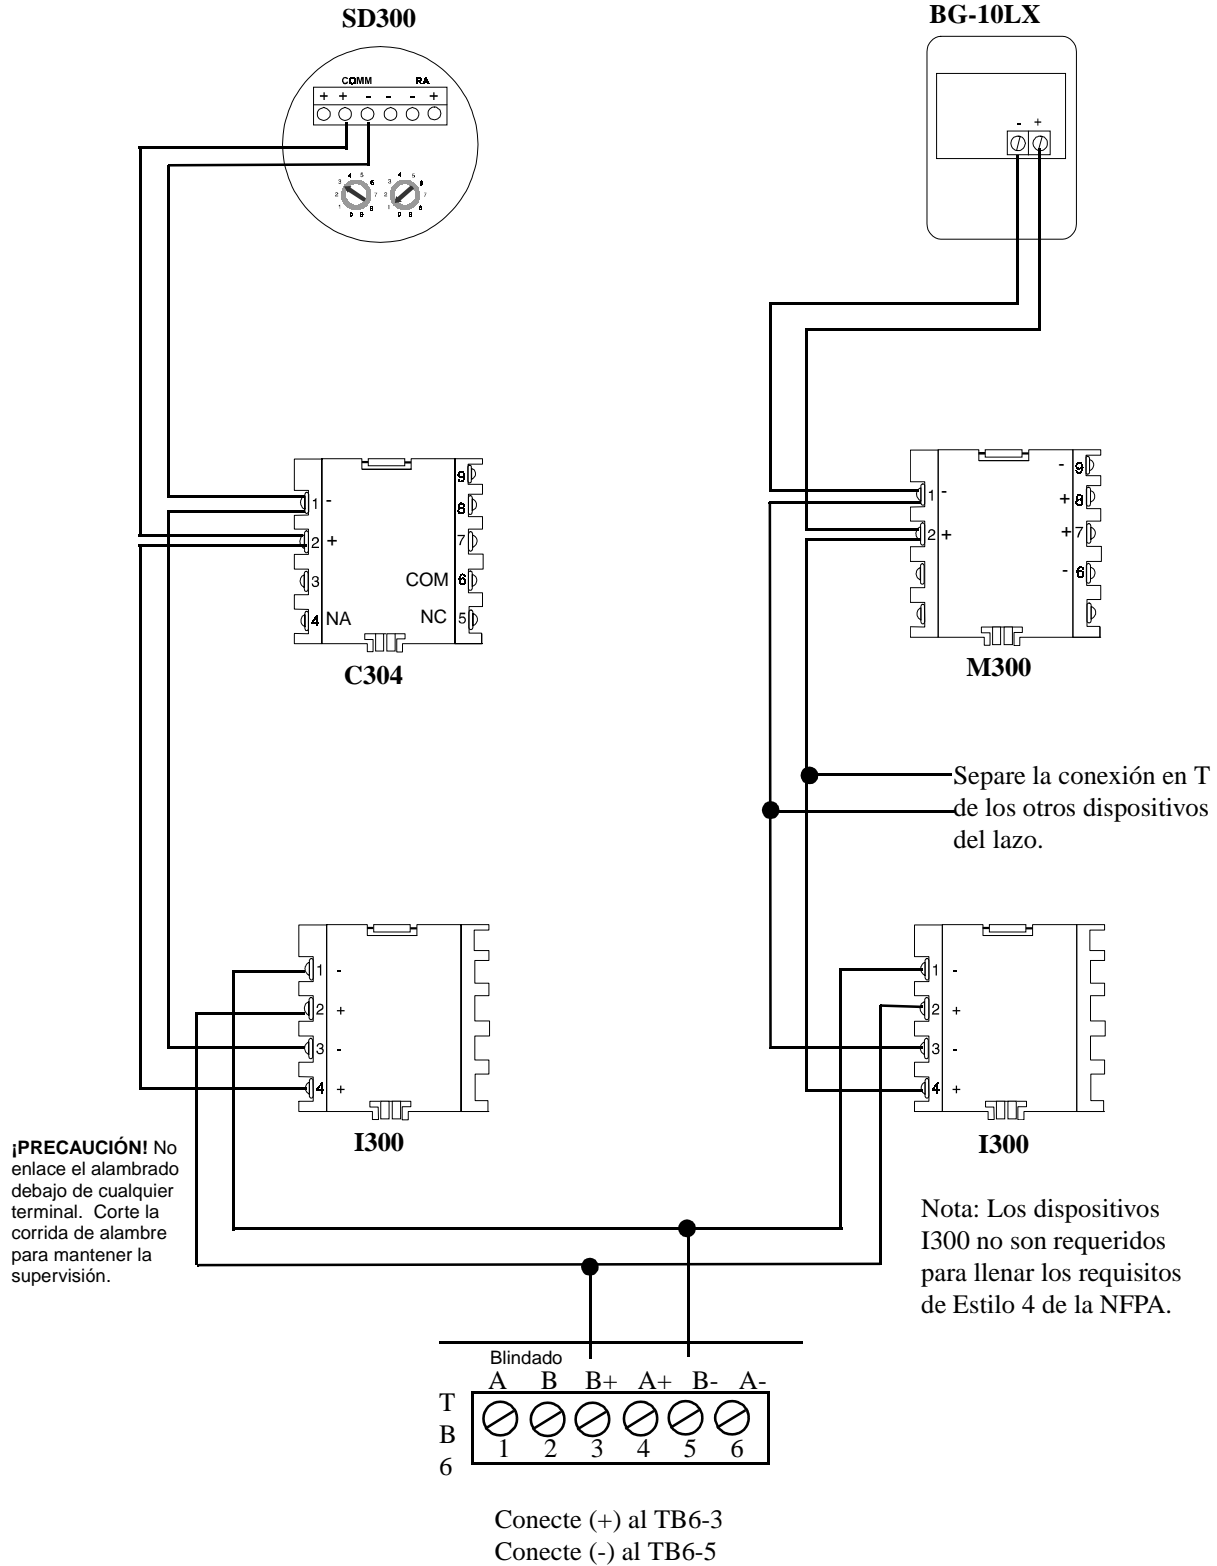 SD300
BG-10LX
COMM RA
+ + - - - +
- +
9
1 - 8
2 + 7
3 COM 6
4 NA NC 5
C304
- 9
1 - + 8
2 + + 7
- 6
M300
Separe la conexión en T
de los otros dispositivos
del lazo.
1 -
2 +
3 -
4 +
I300
1 -
2 +
3 -
4 +
I300
¡PRECAUCIÓN! No
enlace el alambrado
debajo de cualquier
terminal. Corte la
corrida de alambre
para mantener la
supervisión.
Nota: Los dispositivos
I300 no son requeridos
para llenar los requisitos
de Estilo 4 de la NFPA.
Blindado
A B B+ A+ B- A-
T
B
6
1 2 3 4 5 6
Conecte (+) al TB6-3
Conecte (-) al TB6-5